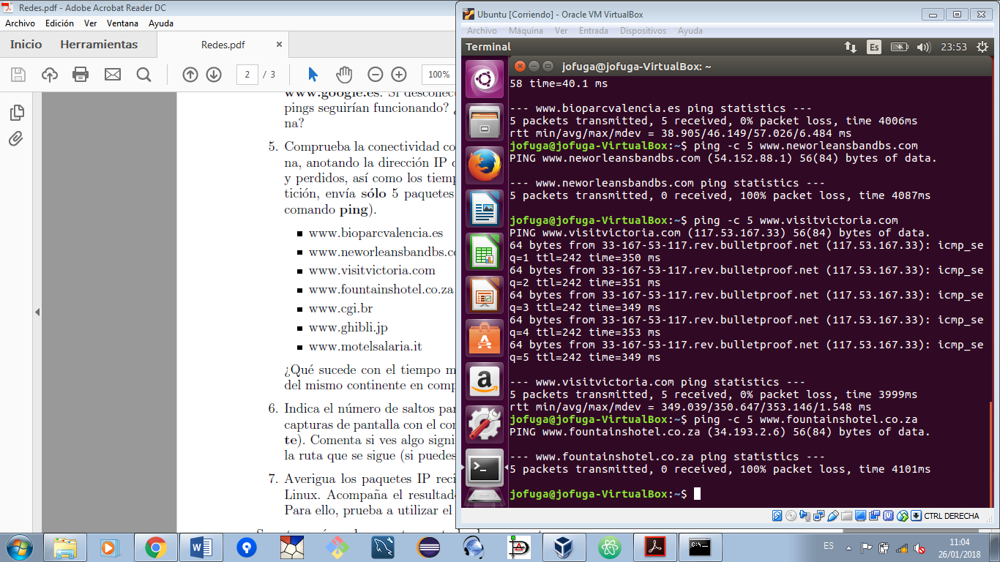 Redes.pdf - Adobe Acrobat Reader DC
Archivo Edición Ver Ventana Ayuda
Inicio Herramientas Redes.pdf ×
2 / 3 100%
www.google.es. Si desconec
pings seguirían funcionando? ¿
na?
5. Comprueba la conectividad co
na, anotando la dirección IP
y perdidos, así como los tiemp
tición, envía sólo 5 paquetes
comando ping).
www.bioparcvalencia.es
www.neworleansbandbs.co
www.visitvictoria.com
www.fountainshotel.co.za
www.cgi.br
www.ghibli.jp
www.motelsalaria.it
¿Qué sucede con el tiempo m
del mismo continente en comp
6. Indica el número de saltos par
capturas de pantalla con el co
te). Comenta si ves algo signi
la ruta que se sigue (si puedes
7. Averigua los paquetes IP reci
Linux. Acompaña el resultad
Para ello, prueba a utilizar el
Ubuntu [Corriendo] - Oracle VM VirtualBox
Archivo Máquina Ver Entrada Dispositivos Ayuda
Terminal Es 23:53
jofuga@jofuga-VirtualBox: ~
58 time=40.1 ms
--- www.bioparcvalencia.es ping statistics ---
5 packets transmitted, 5 received, 0% packet loss, time 4006ms
rtt min/avg/max/mdev = 38.905/46.149/57.026/6.484 ms
jofuga@jofuga-VirtualBox:~$ ping -c 5 www.neworleansbandbs.com
PING www.neworleansbandbs.com (54.152.88.1) 56(84) bytes of data.
--- www.neworleansbandbs.com ping statistics ---
5 packets transmitted, 0 received, 100% packet loss, time 4087ms
jofuga@jofuga-VirtualBox:~$ ping -c 5 www.visitvictoria.com
PING www.visitvictoria.com (117.53.167.33) 56(84) bytes of data.
64 bytes from 33-167-53-117.rev.bulletproof.net (117.53.167.33): icmp_se
q=1 ttl=242 time=350 ms
64 bytes from 33-167-53-117.rev.bulletproof.net (117.53.167.33): icmp_se
q=2 ttl=242 time=351 ms
64 bytes from 33-167-53-117.rev.bulletproof.net (117.53.167.33): icmp_se
q=3 ttl=242 time=349 ms
64 bytes from 33-167-53-117.rev.bulletproof.net (117.53.167.33): icmp_se
q=4 ttl=242 time=353 ms
64 bytes from 33-167-53-117.rev.bulletproof.net (117.53.167.33): icmp_se
q=5 ttl=242 time=349 ms
--- www.visitvictoria.com ping statistics ---
5 packets transmitted, 5 received, 0% packet loss, time 3999ms
rtt min/avg/max/mdev = 349.039/350.647/353.146/1.548 ms
jofuga@jofuga-VirtualBox:~$ ping -c 5 www.fountainshotel.co.za
PING www.fountainshotel.co.za (34.193.2.6) 56(84) bytes of data.
--- www.fountainshotel.co.za ping statistics ---
5 packets transmitted, 0 received, 100% packet loss, time 4101ms
jofuga@jofuga-VirtualBox:~$
CTRL DERECHA
ES 11:04
26/01/2018